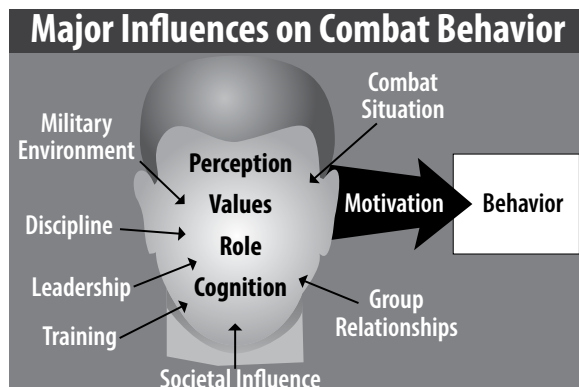 Major Influences on Combat Behavior
Combat
Situation
Military
Environment
Perception
Values
Motivation
Behavior
Discipline
Role
Leadership
Cognition
Group
Relationships
Training
Societal Influence